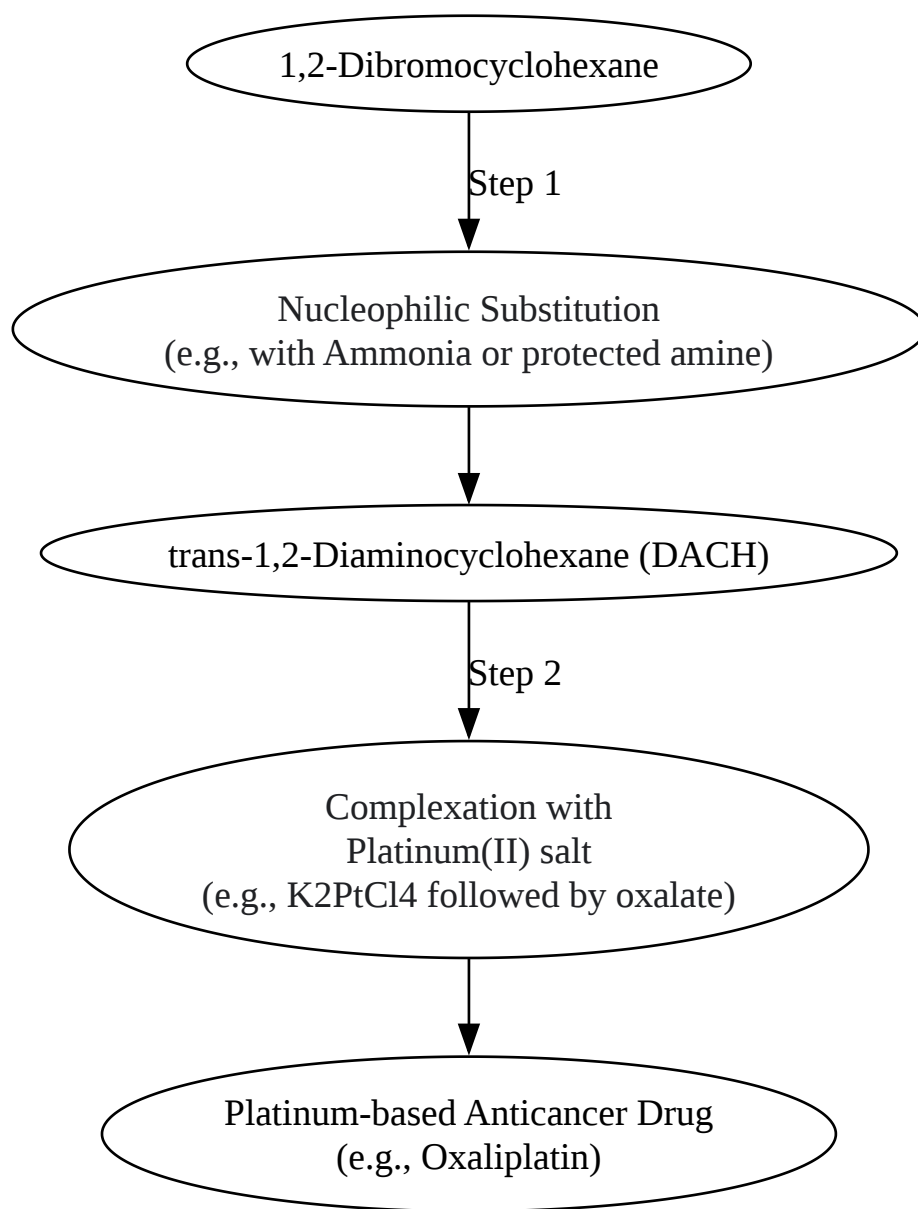 1,2-Dibromocyclohexane
Step 1
Nucleophilic Substitution
(e.g., with Ammonia or protected amine)
trans-1,2-Diaminocyclohexane (DACH)
Step 2
Complexation with
Platinum(II) salt
(e.g., K2PtCl4 followed by oxalate)
Platinum-based Anticancer Drug
(e.g., Oxaliplatin)